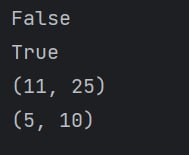 False
True
(11, 25)
(5, 10)